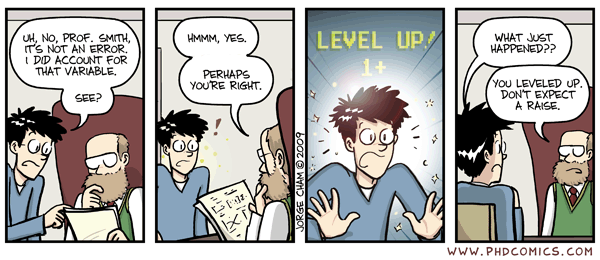 UH, NO, PROF. SMITH,
IT'S NOT AN ERROR.
I DID ACCOUNT FOR
THAT VARIABLE.
SEE?
HMMM, YES.
PERHAPS
YOU'RE RIGHT.
!
JORGE CHAM © 2009
LEVEL UP!
1+
WHAT JUST
HAPPENED??
YOU LEVELED UP.
DON'T EXPECT
A RAISE.
WWW.PHDCOMICS.COM